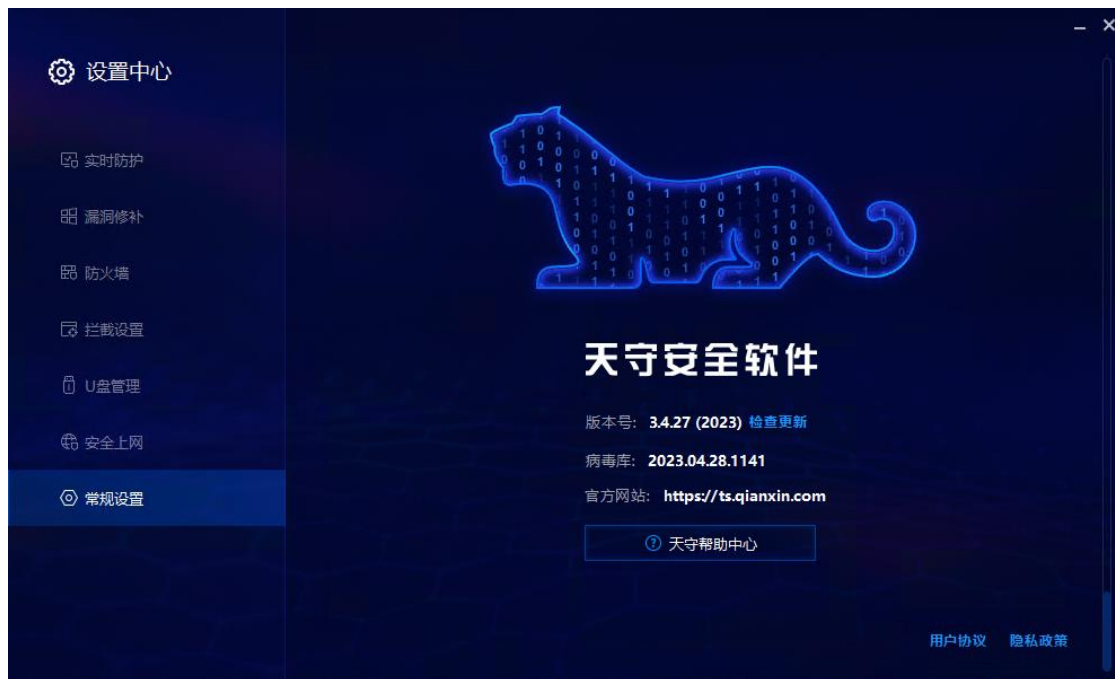 设置中心
实时防护
漏洞修补
防火墙
拦截设置
U盘管理
安全上网
常规设置
天守安全软件
版本号: 3.4.27 (2023) 检查更新
病毒库: 2023.04.28.1141
官方网站: https://ts.qianxin.com
天守帮助中心
用户协议 隐私政策